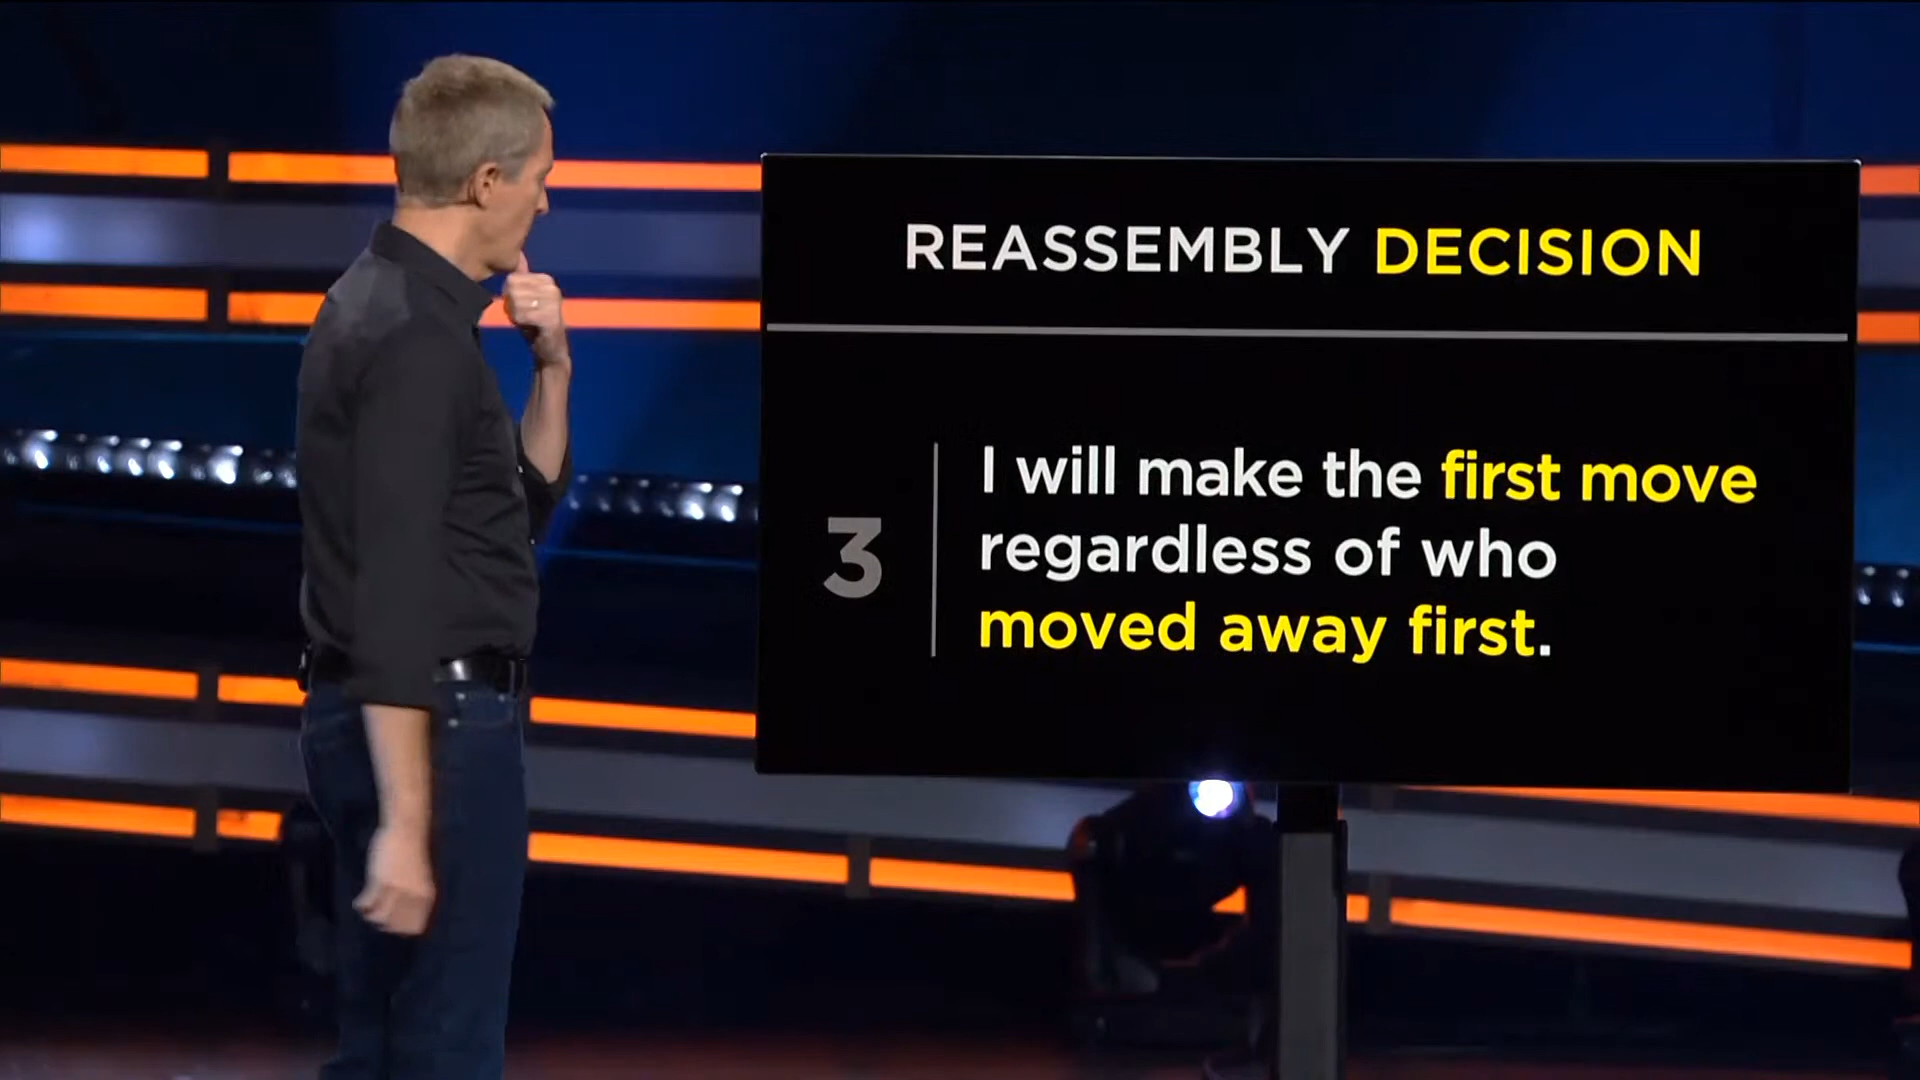 REASSEMBLY DECISION
3
I will make the first move
regardless of who
moved away first.